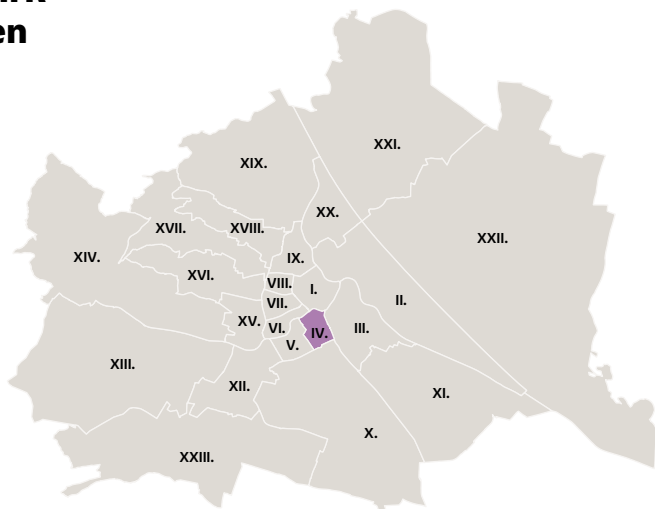 en
XXI.
XIX.
XX.
XVII.
XVIII.
XXII.
XIV.
IX.
XVI.
VIII.
I.
II.
VII.
XV.
VI.
IV.
III.
V.
XIII.
XII.
XI.
X.
XXIII.